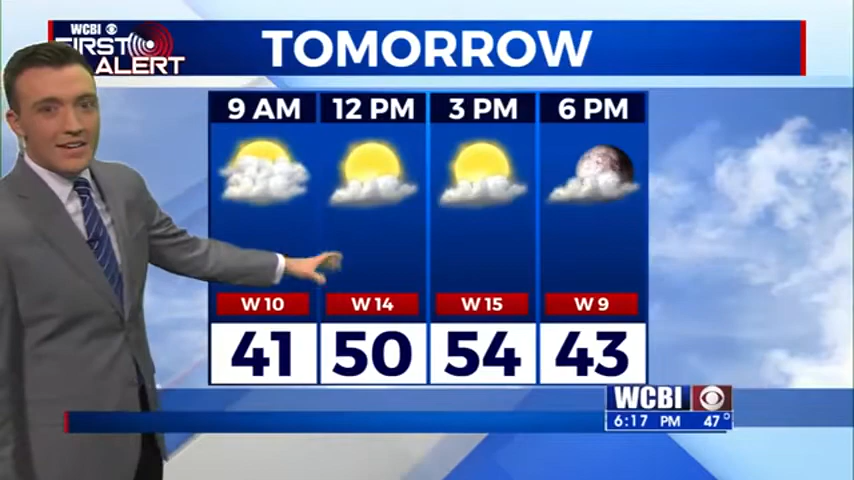 WCBI
FIRST
ALERT
TOMORROW
9 AM 12 PM 3 PM 6 PM
W 10 W 14 W 15 W 9
41 50 54 43
WCBI
6:17 PM 47°